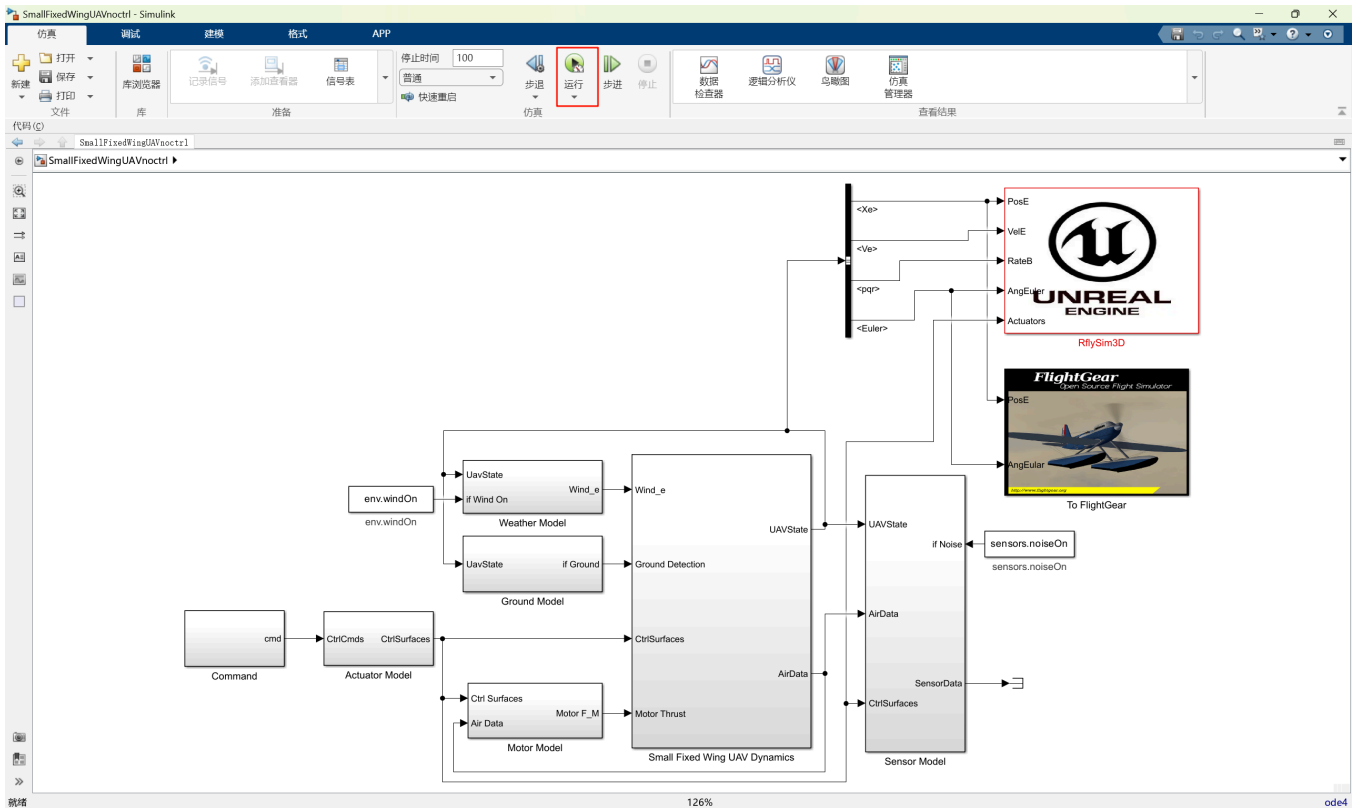 SmallFixedWingUAVnoctrl - Simulink
仿真 调试 建模 格式 APP
新建
打开
保存
打印
文件
库浏览器
库
记录信号
添加查看器
信号表
准备
停止时间 100
普通
快速重启
步退
运行
步进
停止
仿真
数据
检查器
逻辑分析仪
鸟瞰图
仿真
管理器
查看结果
代码(C)
SmallFixedWingUAVnoctrl
SmallFixedWingUAVnoctrl
<Xe>
<Ve>
<pqr>
<Euler>
PosE
VelE
RateB
AngEuler
Actuators
UNREAL
ENGINE
RflySim3D
FlightGear
Open Source Flight Simulator
PosE
AngEular
http://www.flightgear.org
To FlightGear
env.windOn
env.windOn
UavState
if Wind On
Wind_e
Weather Model
UavState
if Ground
Ground Model
cmd
Command
CtrlCmds
CtrlSurfaces
Actuator Model
Ctrl Surfaces
Air Data
Motor F_M
Motor Model
Wind_e
Ground Detection
CtrlSurfaces
Motor Thrust
UAVState
AirData
Small Fixed Wing UAV Dynamics
UAVState
AirData
CtrlSurfaces
if Noise
SensorData
Sensor Model
sensors.noiseOn
sensors.noiseOn
就绪
126%
ode4